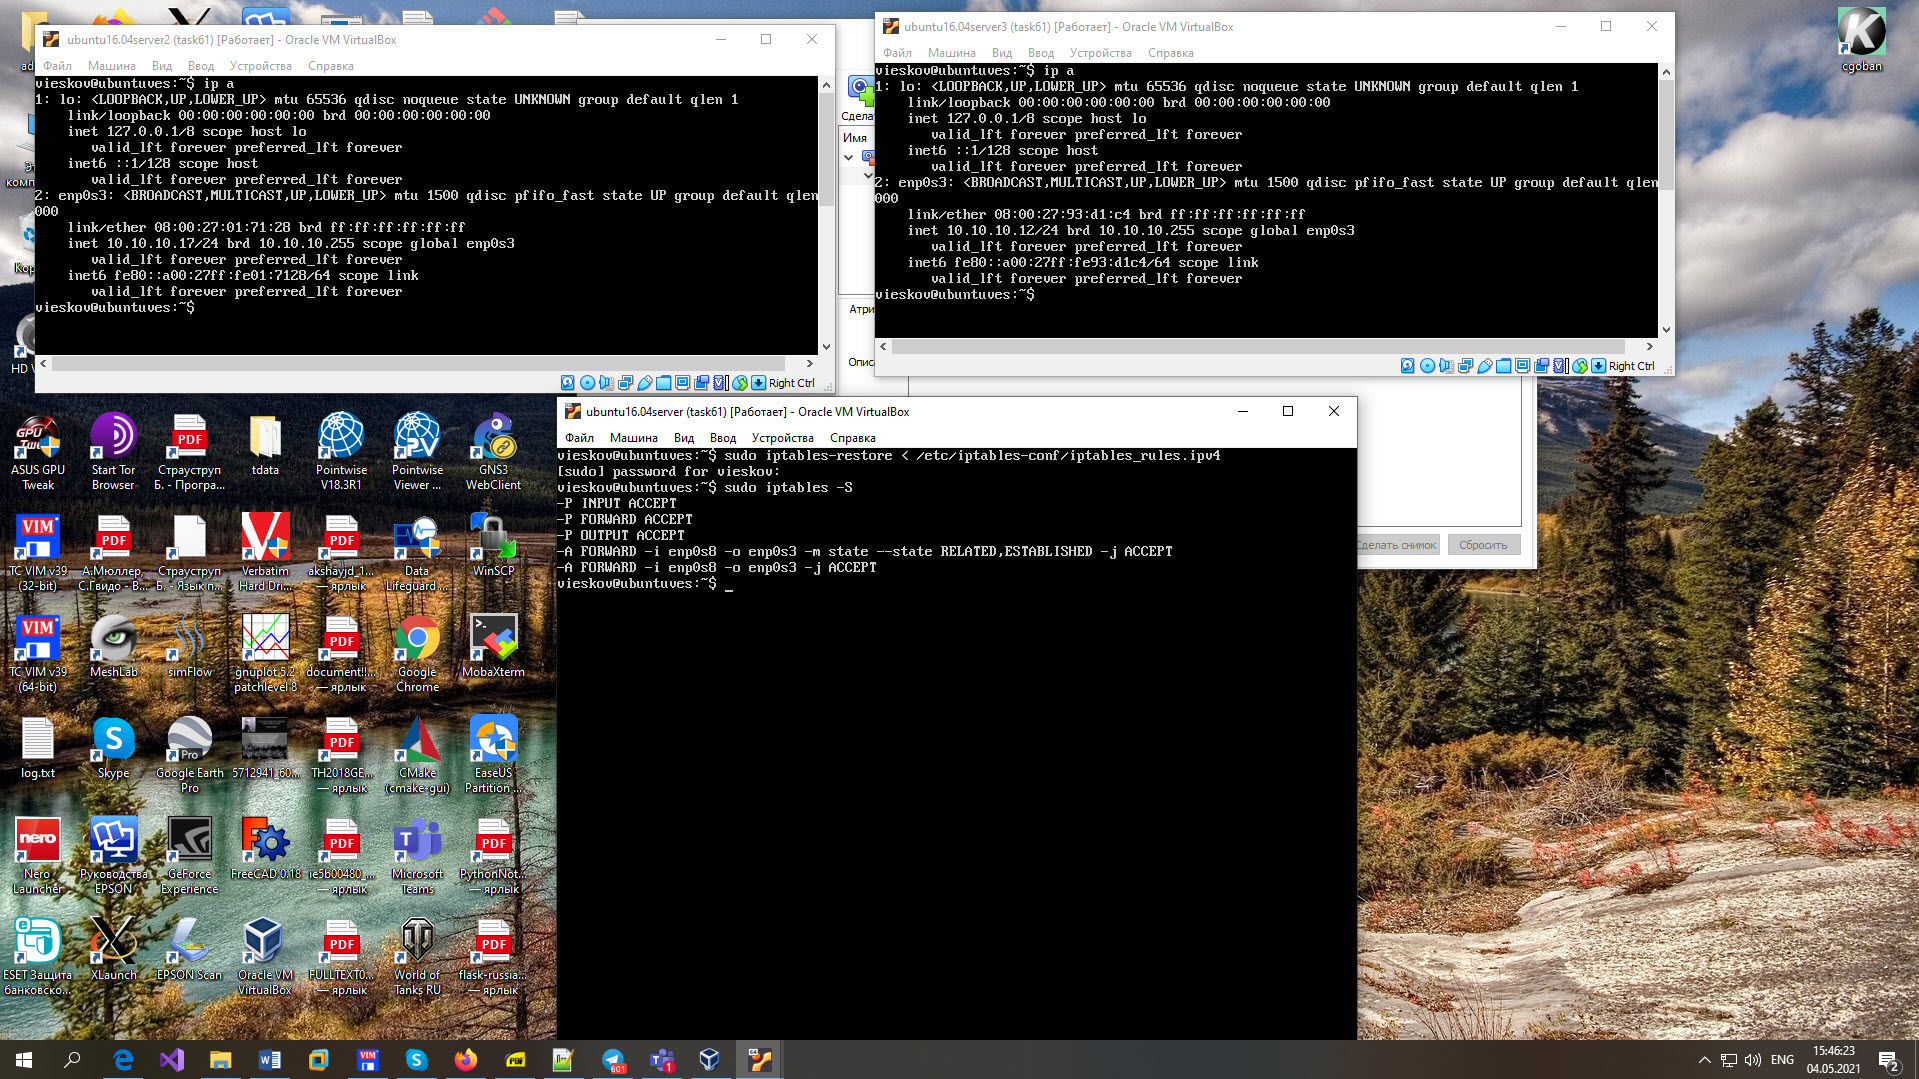 ubuntu16.04server2 (task61) [Работает] - Oracle VM VirtualBox
Файл Машина Вид Ввод Устройства Справка
vieskov@ubuntuves:~$ ip a
1: lo: <LOOPBACK,UP,LOWER_UP> mtu 65536 qdisc noqueue state UNKNOWN group default qlen 1
link/loopback 00:00:00:00:00:00 brd 00:00:00:00:00:00
inet 127.0.0.1/8 scope host lo
valid_lft forever preferred_lft forever
inet6 ::1/128 scope host
valid_lft forever preferred_lft forever
2: enp0s3: <BROADCAST,MULTICAST,UP,LOWER_UP> mtu 1500 qdisc pfifo_fast state UP group default qlen
000
link/ether 08:00:27:01:71:28 brd ff:ff:ff:ff:ff:ff
inet 10.10.10.17/24 brd 10.10.10.255 scope global enp0s3
valid_lft forever preferred_lft forever
inet6 fe80::a00:27ff:fe01:7128/64 scope link
valid_lft forever preferred_lft forever
vieskov@ubuntuves:~$
Right Ctrl
Сдела
Имя
Атри
Опис
ubuntu16.04server3 (task61) [Работает] - Oracle VM VirtualBox
Файл Машина Вид Ввод Устройства Справка
vieskov@ubuntuves:~$ ip a
1: lo: <LOOPBACK,UP,LOWER_UP> mtu 65536 qdisc noqueue state UNKNOWN group default qlen 1
link/loopback 00:00:00:00:00:00 brd 00:00:00:00:00:00
inet 127.0.0.1/8 scope host lo
valid_lft forever preferred_lft forever
inet6 ::1/128 scope host
valid_lft forever preferred_lft forever
2: enp0s3: <BROADCAST,MULTICAST,UP,LOWER_UP> mtu 1500 qdisc pfifo_fast state UP group default qlen
000
link/ether 08:00:27:93:d1:c4 brd ff:ff:ff:ff:ff:ff
inet 10.10.10.12/24 brd 10.10.10.255 scope global enp0s3
valid_lft forever preferred_lft forever
inet6 fe80::a00:27ff:fe93:d1c4/64 scope link
valid_lft forever preferred_lft forever
vieskov@ubuntuves:~$
Right Ctrl
cgoban
ubuntu16.04server (task61) [Работает] - Oracle VM VirtualBox
Файл Машина Вид Ввод Устройства Справка
vieskov@ubuntuves:~$ sudo iptables-restore < /etc/iptables-conf/iptables_rules.ipv4
[sudo] password for vieskov:
vieskov@ubuntuves:~$ sudo iptables -S
-P INPUT ACCEPT
-P FORWARD ACCEPT
-P OUTPUT ACCEPT
-A FORWARD -i enp0s8 -o enp0s3 -m state --state RELATED,ESTABLISHED -j ACCEPT
-A FORWARD -i enp0s8 -o enp0s3 -j ACCEPT
vieskov@ubuntuves:~$ _
Сделать снимок Сбросить
ASUS GPU Tweak
Start Tor Browser
Страуструп Б. - Програ...
tdata
Pointwise V18.3R1
Pointwise Viewer ...
GNS3 WebClient
TC VIM v39 (32-bit)
А.Мюллер, С.Гвидо - В...
Страуструп Б. - Язык п...
Verbatim Hard Dri...
akshayjd_1... — ярлык
Data Lifeguard ...
WinSCP
TC VIM v39 (64-bit)
MeshLab
simFlow
gnuplot 5.2 patchlevel 8
document!!... — ярлык
Google Chrome
MobaXterm
log.txt
Skype
Google Earth Pro
5712941_60...
TH2018GE... — ярлык
CMake (cmake-gui)
EaseUS Partition ...
Nero Launcher
Руководства EPSON
GeForce Experience
FreeCAD 0.18
ie5b00480_... — ярлык
Microsoft Teams
PythonNot... — ярлык
ESET Защита банковско...
XLaunch
EPSON Scan
Oracle VM VirtualBox
FULLTEXT0... — ярлык
World of Tanks RU
flask-russia... — ярлык
ENG
15:46:23
04.05.2021